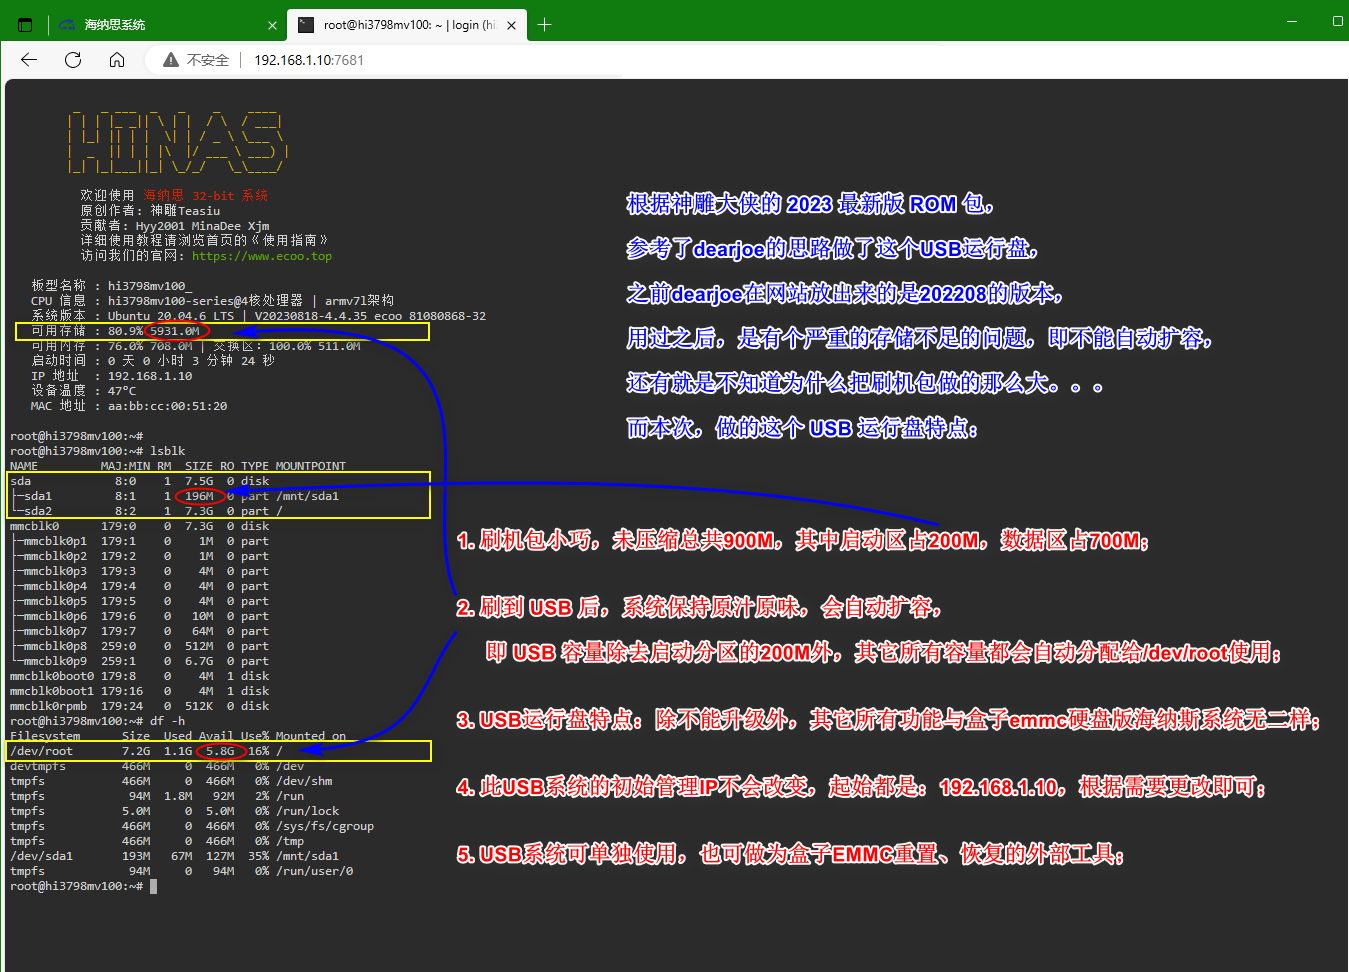 海纳思系统
root@hi3798mv100: ~ | login (hi
不安全
192.168.1.10:7681
HINAS
欢迎使用 海纳思 32-bit 系统
原创作者: 神雕Teasiu
贡献者: Hyy2001 MinaDee Xjm
详细使用教程请浏览首页的《使用指南》
访问我们的官网: https://www.ecoo.top
板型名称 : hi3798mv100_
CPU 信息 : hi3798mv100-series@4核处理器 | armv7l架构
系统版本 : Ubuntu 20.04.6 LTS | V20230818-4.4.35 ecoo 81080868-32
可用存储 : 80.9% 5931.0M
可用内存 : 76.0% 708.0M | 交换区: 100.0% 511.0M
启动时间 : 0 天 0 小时 3 分钟 24 秒
IP 地址 : 192.168.1.10
设备温度 : 47°C
MAC 地址 : aa:bb:cc:00:51:20
root@hi3798mv100:~#
root@hi3798mv100:~# lsblk
NAME MAJ:MIN RM SIZE RO TYPE MOUNTPOINT
sda 8:0 1 7.5G 0 disk
├─sda1 8:1 1 196M 0 part /mnt/sda1
└─sda2 8:2 1 7.3G 0 part /
mmcblk0 179:0 0 7.3G 0 disk
├─mmcblk0p1 179:1 0 1M 0 part
├─mmcblk0p2 179:2 0 1M 0 part
├─mmcblk0p3 179:3 0 4M 0 part
├─mmcblk0p4 179:4 0 4M 0 part
├─mmcblk0p5 179:5 0 4M 0 part
├─mmcblk0p6 179:6 0 10M 0 part
├─mmcblk0p7 179:7 0 64M 0 part
├─mmcblk0p8 259:0 0 512M 0 part
└─mmcblk0p9 259:1 0 6.7G 0 part
mmcblk0boot0 179:8 0 4M 1 disk
mmcblk0boot1 179:16 0 4M 1 disk
mmcblk0rpmb 179:24 0 512K 0 disk
root@hi3798mv100:~# df -h
Filesystem Size Used Avail Use% Mounted on
/dev/root 7.2G 1.1G 5.8G 16% /
devtmpfs 466M 0 466M 0% /dev
tmpfs 466M 0 466M 0% /dev/shm
tmpfs 94M 1.8M 92M 2% /run
tmpfs 5.0M 0 5.0M 0% /run/lock
tmpfs 466M 0 466M 0% /sys/fs/cgroup
tmpfs 466M 0 466M 0% /tmp
/dev/sda1 193M 67M 127M 35% /mnt/sda1
tmpfs 94M 0 94M 0% /run/user/0
root@hi3798mv100:~#
根据神雕大侠的 2023 最新版 ROM 包，
参考了dearjoe的思路做了这个USB运行盘，
之前dearjoe在网站放出来的是202208的版本，
用过之后，是有个严重的存储不足的问题，即不能自动扩容，
还有就是不知道为什么把刷机包做的那么大。。。
而本次，做的这个 USB 运行盘特点：
1. 刷机包小巧，未压缩总共900M，其中启动区占200M，数据区占700M；
2. 刷到 USB 后，系统保持原汁原味，会自动扩容，
即 USB 容量除去启动分区的200M外，其它所有容量都会自动分配给/dev/root使用；
3. USB运行盘特点：除不能升级外，其它所有功能与盒子emmc硬盘版海纳斯系统无二样；
4. 此USB系统的初始管理IP不会改变，起始都是：192.168.1.10，根据需要更改即可；
5. USB系统可单独使用，也可做为盒子EMMC重置、恢复的外部工具；